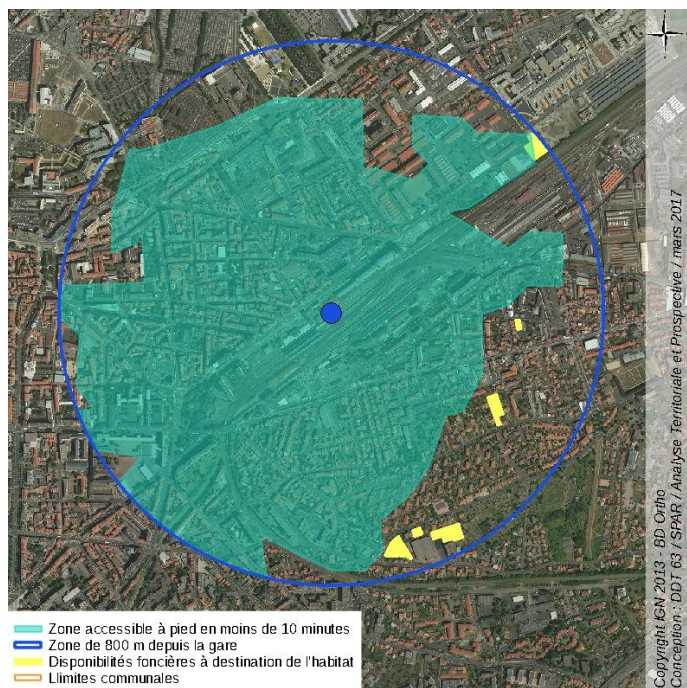 Zone accessible à pied en moins de 10 minutes
Zone de 800 m depuis la gare
Disponibilités foncières à destination de l'habitat
Llimites communales
Copyright IGN 2013 - BD Ortho
Conception : DDT 63 / SPAR / Analyse Territoriale et Prospective / mars 2017